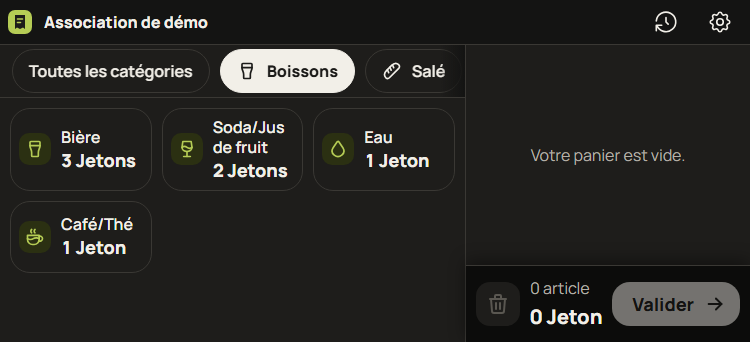 Association de démo
Toutes les catégories
Boissons
Salé
Bière
3 Jetons
Soda/Jus
de fruit
2 Jetons
Eau
1 Jeton
Café/Thé
1 Jeton
Votre panier est vide.
0 article
0 Jeton
Valider